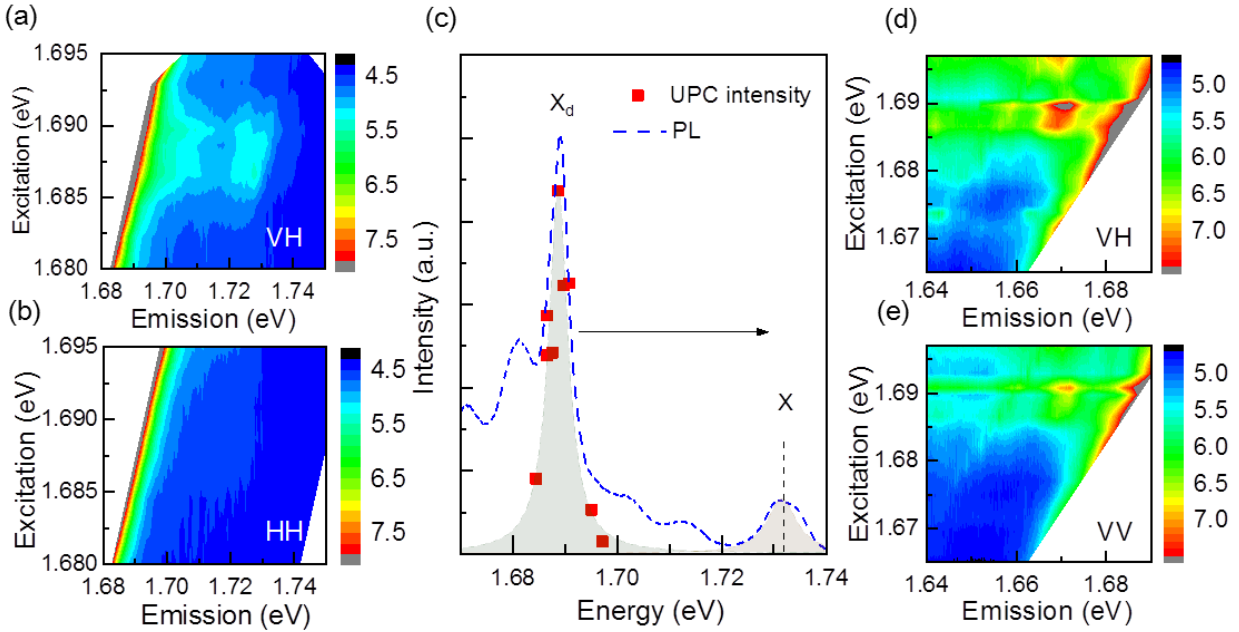 (a)
Excitation (eV)
1.695
1.690
1.685
1.680
1.68 1.70 1.72 1.74
Emission (eV)
VH
4.5
5.5
6.5
7.5
(b)
Excitation (eV)
1.695
1.690
1.685
1.680
1.68 1.70 1.72 1.74
Emission (eV)
HH
4.5
5.5
6.5
7.5
(c)
Intensity (a.u.)
X_d
UPC intensity
PL
X
1.68 1.70 1.72 1.74
Energy (eV)
(d)
Excitation (eV)
1.69
1.68
1.67
1.64 1.66 1.68
Emission (eV)
VH
5.0
5.5
6.0
6.5
7.0
(e)
Excitation (eV)
1.69
1.68
1.67
1.64 1.66 1.68
Emission (eV)
VV
5.0
5.5
6.0
6.5
7.0